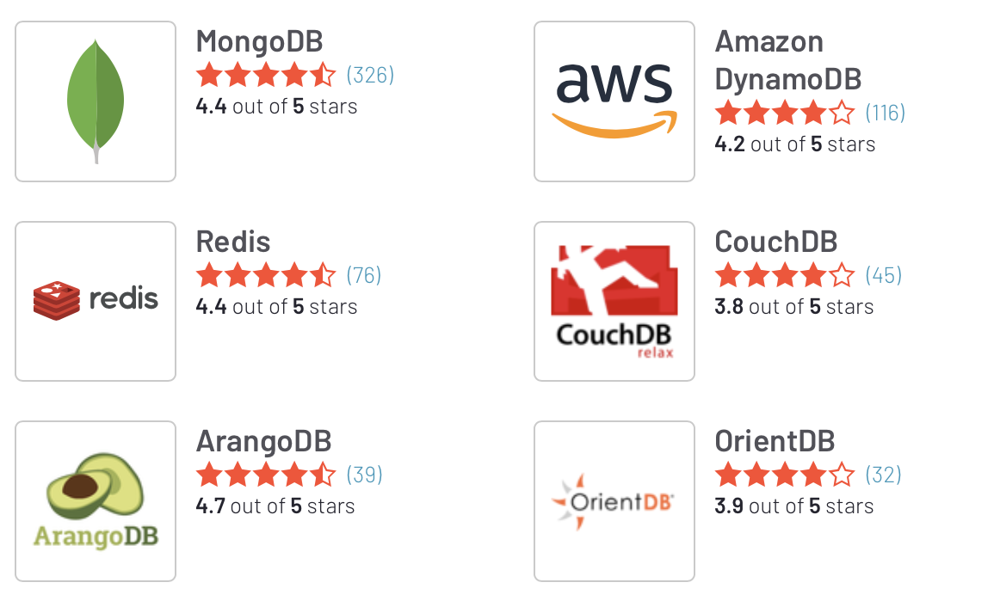 MongoDB
(326)
4.4 out of 5 stars
aws
Amazon
DynamoDB
(116)
4.2 out of 5 stars
redis
Redis
(76)
4.4 out of 5 stars
CouchDB
relax
CouchDB
(45)
3.8 out of 5 stars
ArangoDB
ArangoDB
(39)
4.7 out of 5 stars
OrientDB
OrientDB
(32)
3.9 out of 5 stars